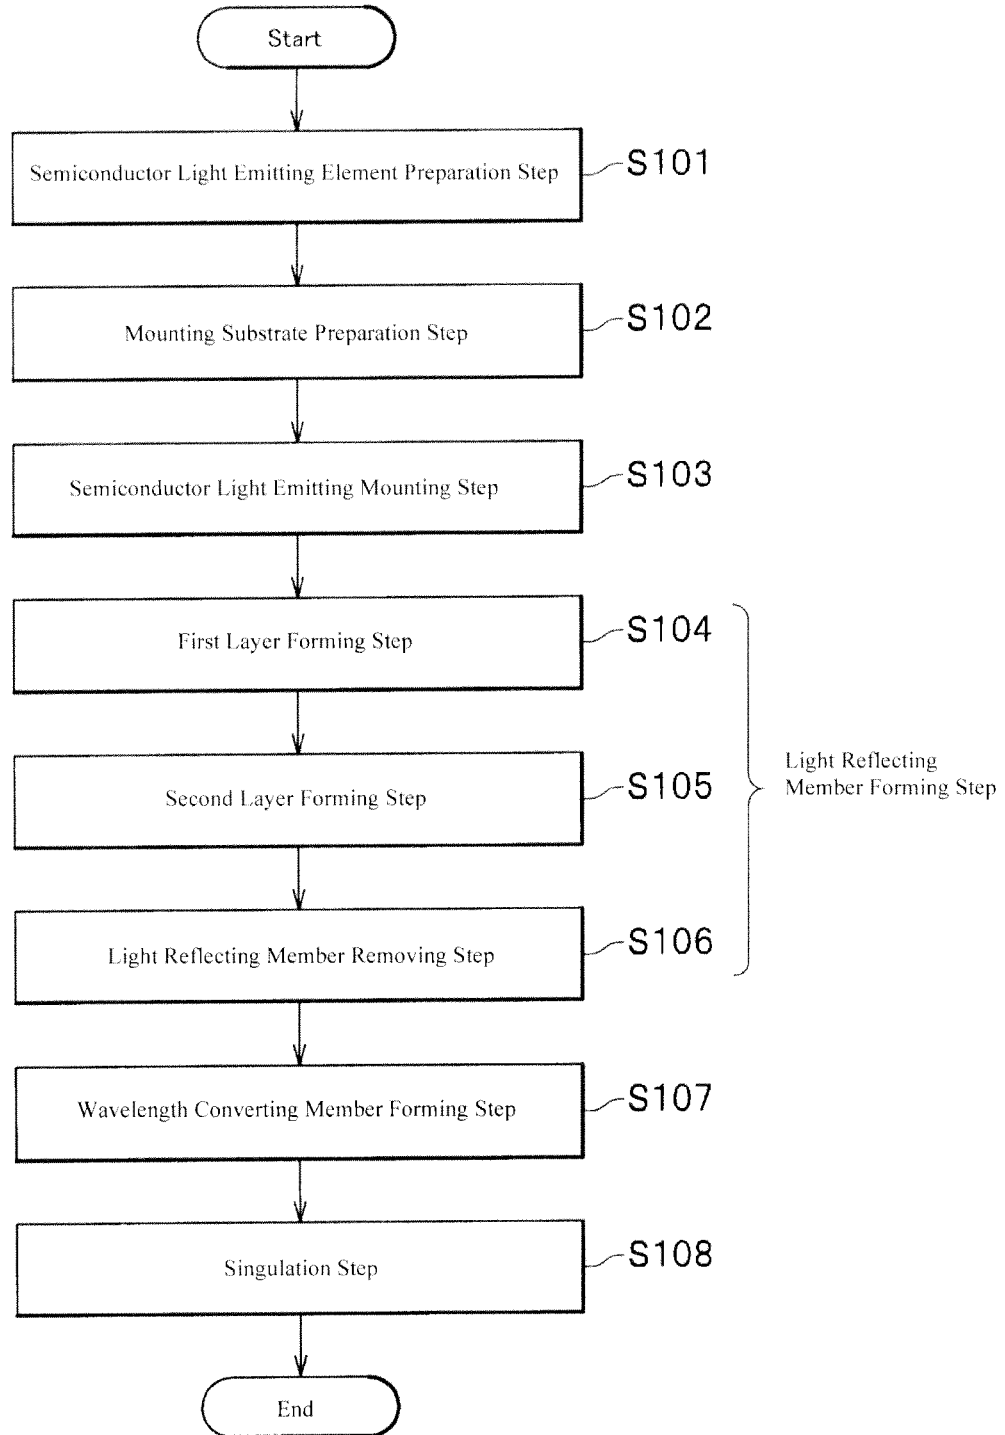 Start
Semiconductor Light Emitting Element Preparation Step
S101
Mounting Substrate Preparation Step
S102
Semiconductor Light Emitting Mounting Step
S103
First Layer Forming Step
S104
Second Layer Forming Step
S105
Light Reflecting
Member Forming Step
Light Reflecting Member Removing Step
S106
Wavelength Converting Member Forming Step
S107
Singulation Step
S108
End